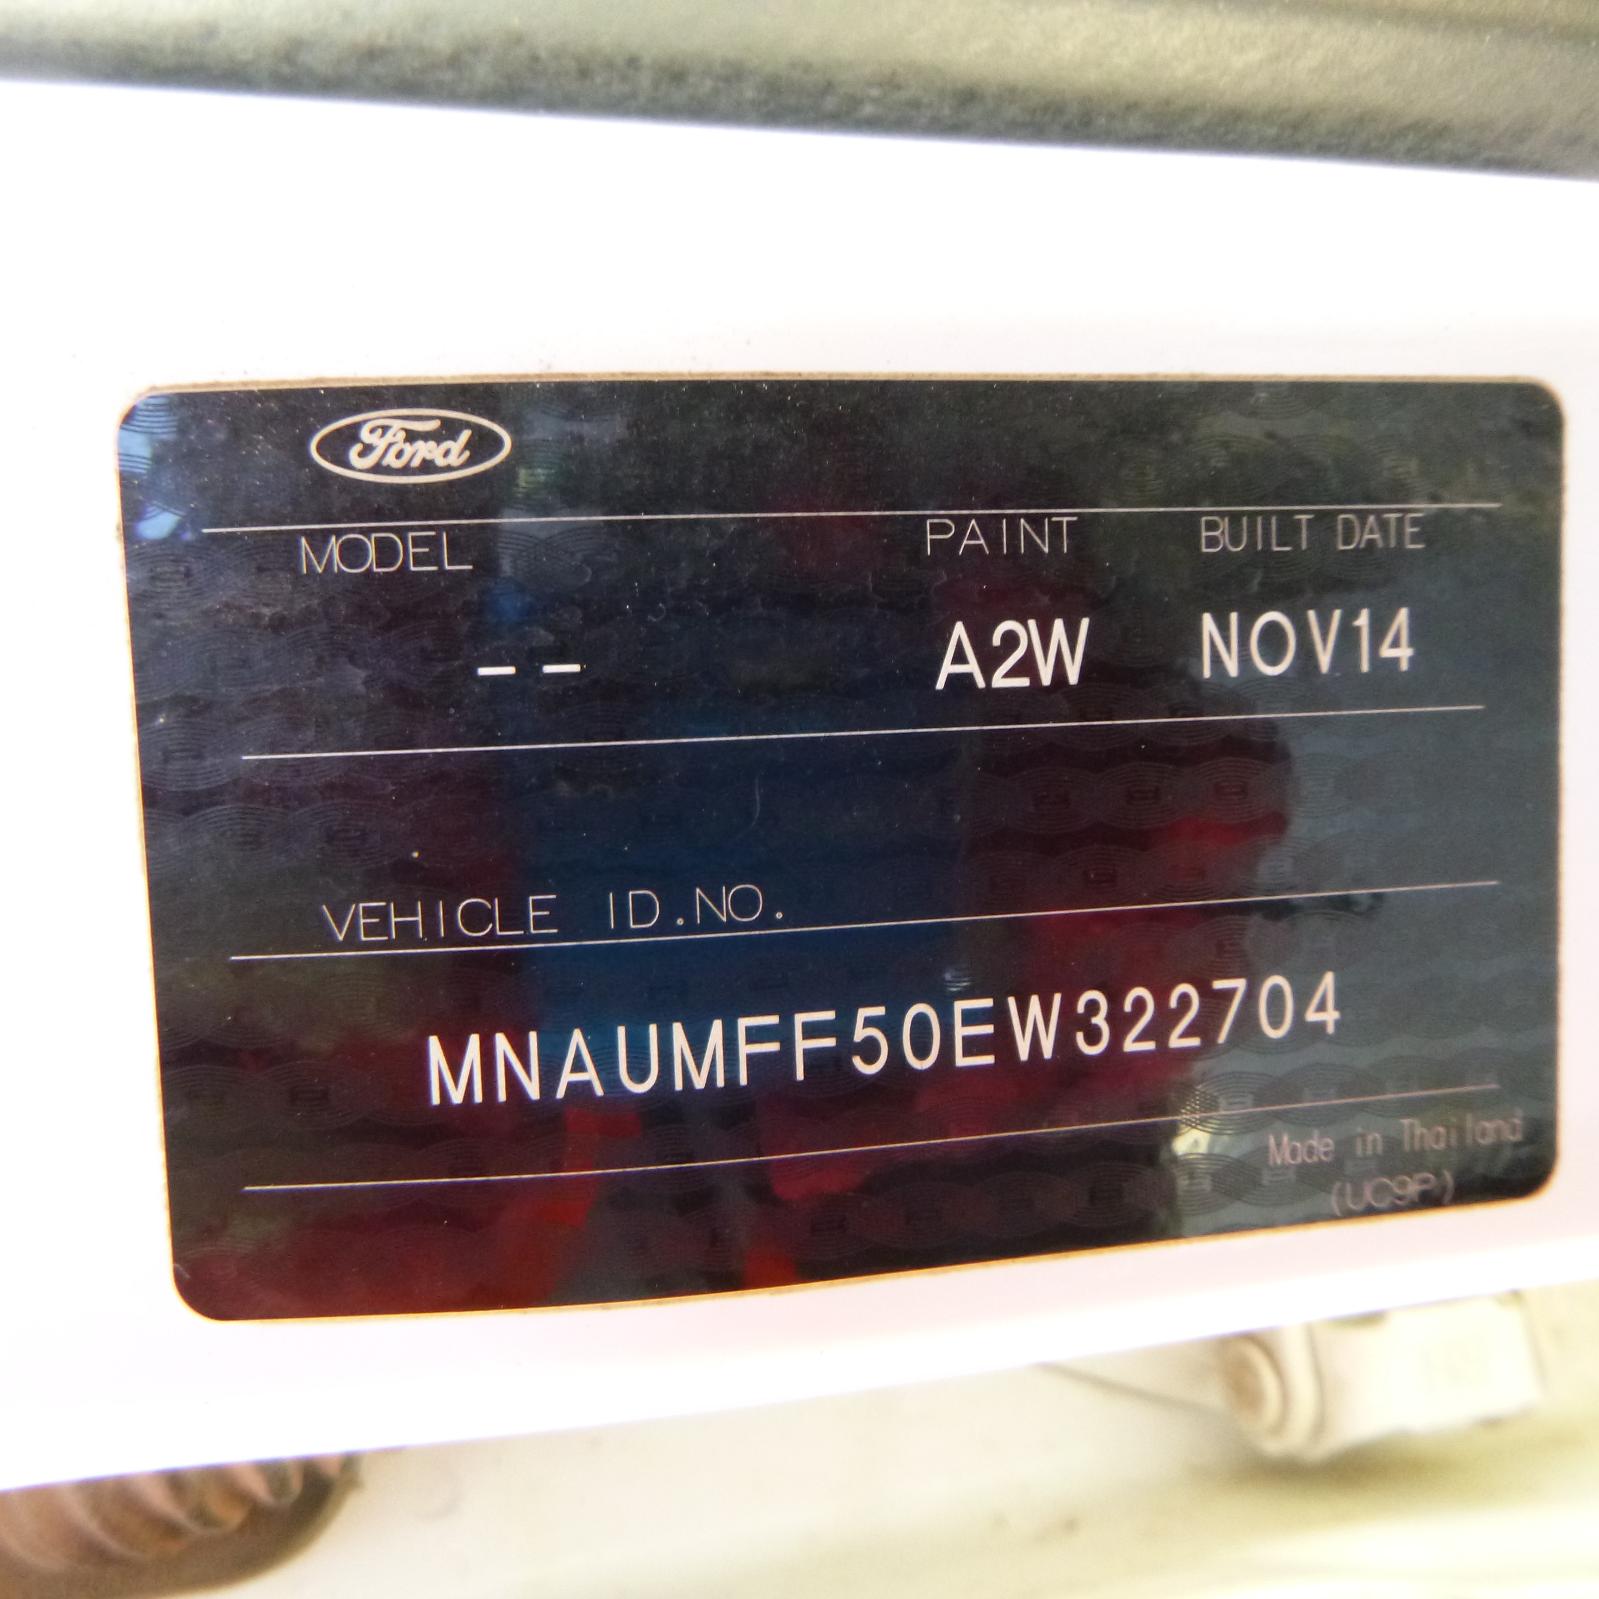 Ford
MODEL PAINT BUILT DATE
-- A2W NOV14
VEHICLE ID.NO.
MNAUMFF50EW322704
Made in Thailand
(UC9P)